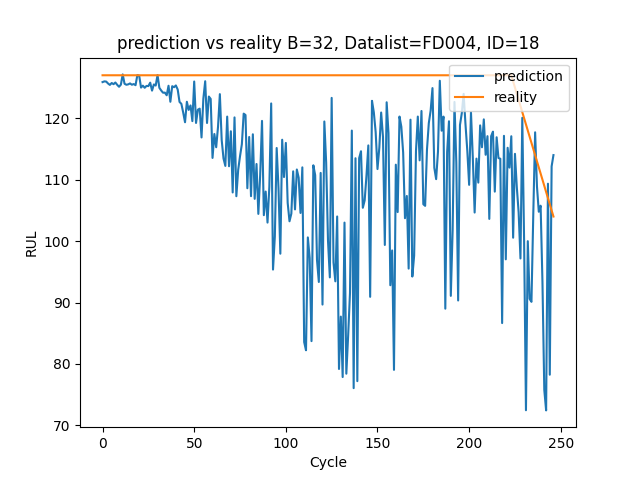 prediction vs reality B=32, Datalist=FD004, ID=18
prediction
reality
RUL
120
110
100
90
80
70
0 50 100 150 200 250
Cycle